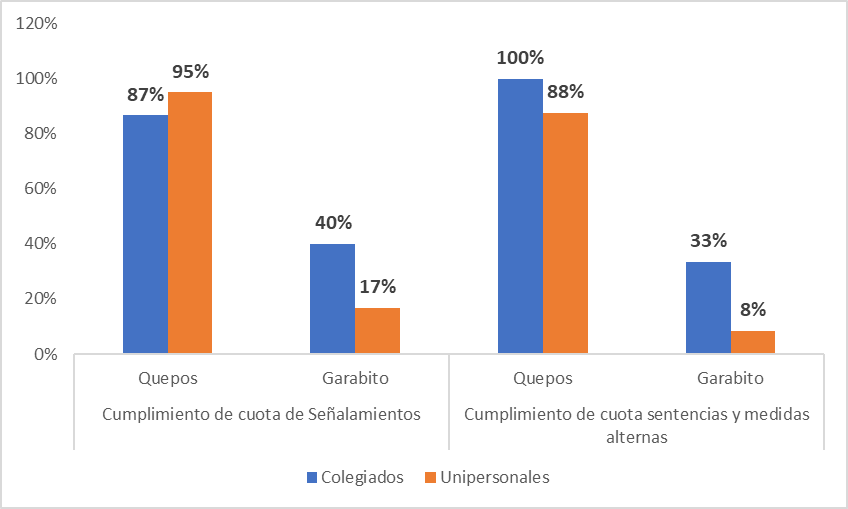 120%
100%
80%
60%
40%
20%
0%
87%
95%
40%
17%
100%
88%
33%
8%
Quepos
Garabito
Quepos
Garabito
Cumplimiento de cuota de Señalamientos
Cumplimiento de cuota sentencias y medidas
alternas
Colegiados
Unipersonales